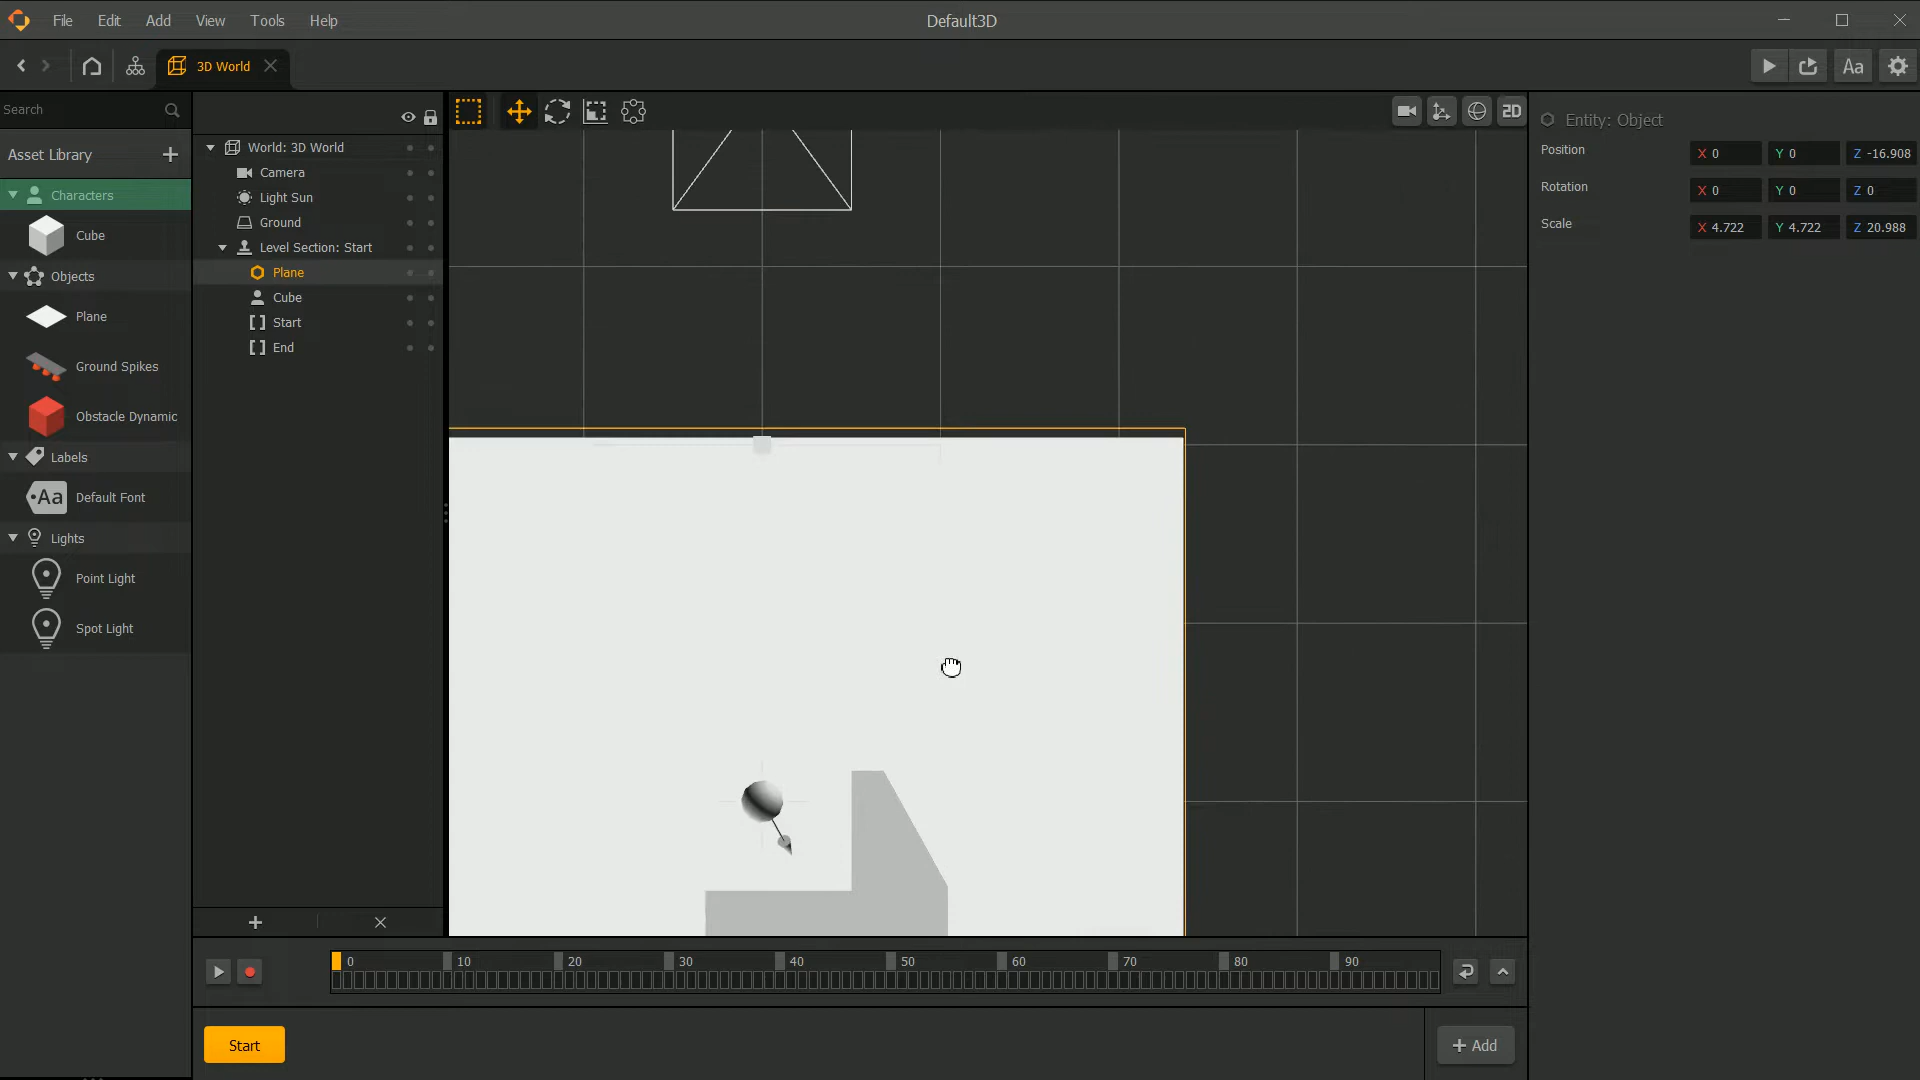 File Edit Add View Tools Help Default3D
3D World Aa
Search
Asset Library
Characters
Cube
Objects
Plane
Ground Spikes
Obstacle Dynamic
Labels
Aa Default Font
Lights
Point Light
Spot Light
World: 3D World
Camera
Light Sun
Ground
Level Section: Start
Plane
Cube
Start
End
2D
Entity: Object
Position X 0 Y 0 Z -16.908
Rotation X 0 Y 0 Z 0
Scale X 4.722 Y 4.722 Z 20.988
0 10 20 30 40 50 60 70 80 90
Start
Add